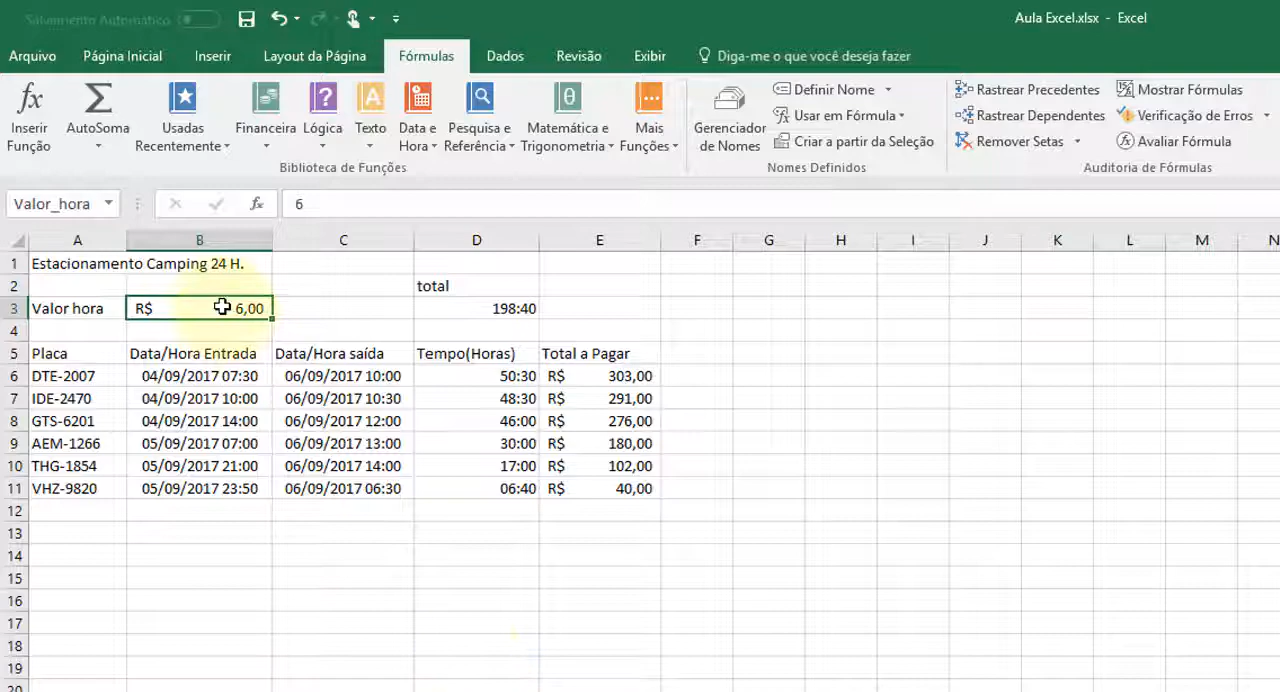 Salvamento Automático
Aula Excel.xlsx - Excel
Arquivo Página Inicial Inserir Layout da Página Fórmulas Dados Revisão Exibir Diga-me o que você deseja fazer
fx Inserir Função
Σ AutoSoma
Usadas Recentemente
Financeira
? Lógica
A Texto
Data e Hora
Pesquisa e Referência
θ Matemática e Trigonometria
Mais Funções
Biblioteca de Funções
Gerenciador de Nomes
Definir Nome
Usar em Fórmula
Criar a partir da Seleção
Nomes Definidos
Rastrear Precedentes
Rastrear Dependentes
Remover Setas
Mostrar Fórmulas
Verificação de Erros
Avaliar Fórmula
Auditoria de Fórmulas
Valor_hora fx 6
A B C D E F G H I J K L M N
1 Estacionamento Camping 24 H.
2 total
3 Valor hora R$ 6,00 198:40
4
5 Placa Data/Hora Entrada Data/Hora saída Tempo(Horas) Total a Pagar
6 DTE-2007 04/09/2017 07:30 06/09/2017 10:00 50:30 R$ 303,00
7 IDE-2470 04/09/2017 10:00 06/09/2017 10:30 48:30 R$ 291,00
8 GTS-6201 04/09/2017 14:00 06/09/2017 12:00 46:00 R$ 276,00
9 AEM-1266 05/09/2017 07:00 06/09/2017 13:00 30:00 R$ 180,00
10 THG-1854 05/09/2017 21:00 06/09/2017 14:00 17:00 R$ 102,00
11 VHZ-9820 05/09/2017 23:50 06/09/2017 06:30 06:40 R$ 40,00
12
13
14
15
16
17
18
19
20